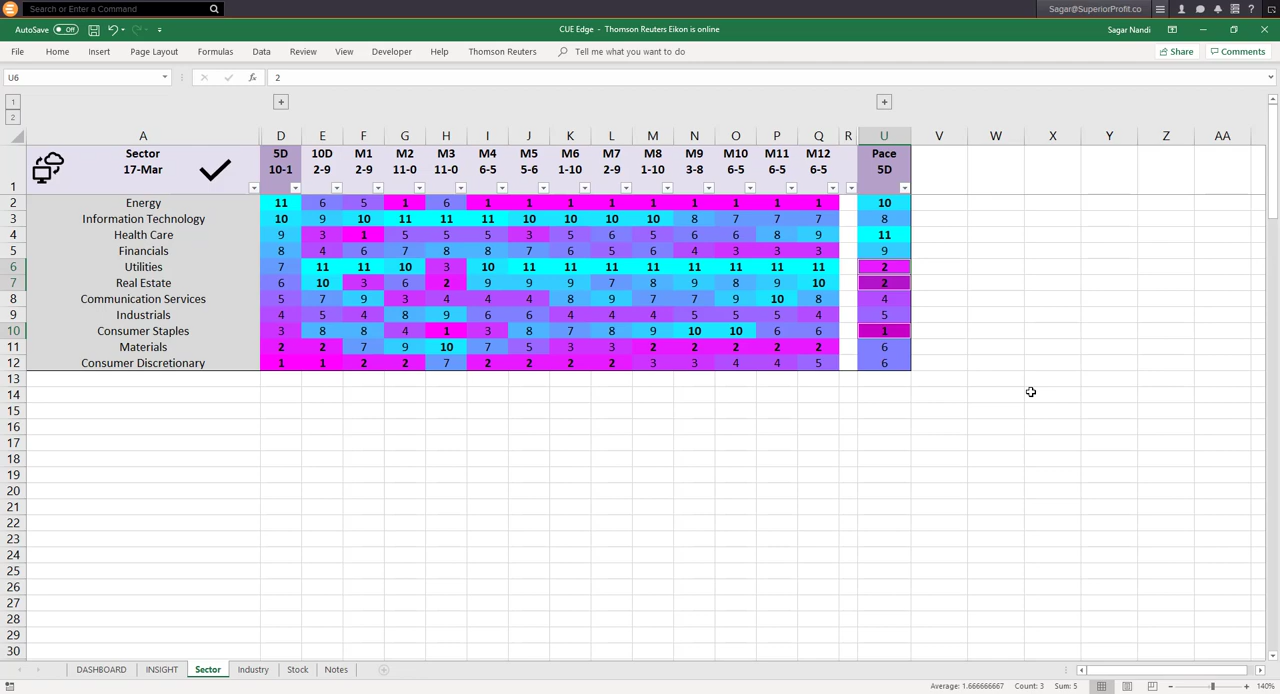 Search or Enter a Command Sagar@SuperiorProfit.co
AutoSave Off CUE Edge - Thomson Reuters Eikon is online Sagar Nandi
File Home Insert Page Layout Formulas Data Review View Developer Help Thomson Reuters Tell me what you want to do Share Comments
U6 fx 2
1
2
A D E F G H I J K L M N O P Q R U V W X Y Z AA
Sector 5D 10D M1 M2 M3 M4 M5 M6 M7 M8 M9 M10 M11 M12 Pace
1 17-Mar 10-1 2-9 2-9 11-0 11-0 6-5 5-6 1-10 2-9 1-10 3-8 6-5 6-5 6-5 5D
2 Energy 11 6 5 1 6 1 1 1 1 1 1 1 1 1 10
3 Information Technology 10 9 10 11 11 11 10 10 10 10 8 7 7 7 8
4 Health Care 9 3 1 5 5 5 3 5 6 5 6 6 8 9 11
5 Financials 8 4 6 7 8 8 7 6 5 6 4 3 3 3 9
6 Utilities 7 11 11 10 3 10 11 11 11 11 11 11 11 11 2
7 Real Estate 6 10 3 6 2 9 9 9 7 8 9 8 9 10 2
8 Communication Services 5 7 9 3 4 4 4 8 9 7 7 9 10 8 4
9 Industrials 4 5 4 8 9 6 6 4 4 4 5 5 5 4 5
10 Consumer Staples 3 8 8 4 1 3 8 7 8 9 10 10 6 6 1
11 Materials 2 2 7 9 10 7 5 3 3 2 2 2 2 2 6
12 Consumer Discretionary 1 1 2 2 7 2 2 2 2 3 3 4 4 5 6
13
14
15
16
17
18
19
20
21
22
23
24
25
26
27
28
29
30
DASHBOARD INSIGHT Sector Industry Stock Notes
Average: 1.666666667 Count: 3 Sum: 5 140%